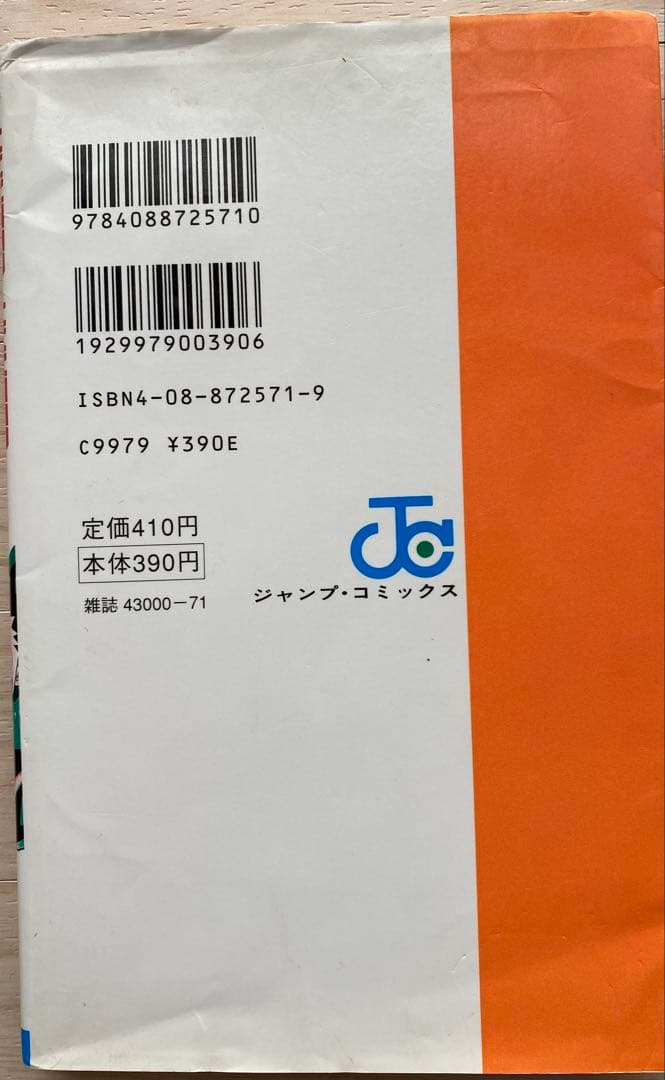 9784088725710
1929979003906
ISBN4-08-872571-9
C9979 ¥390E
定価410円
本体390円
雑誌 43000-71
ジャンプ・コミックス